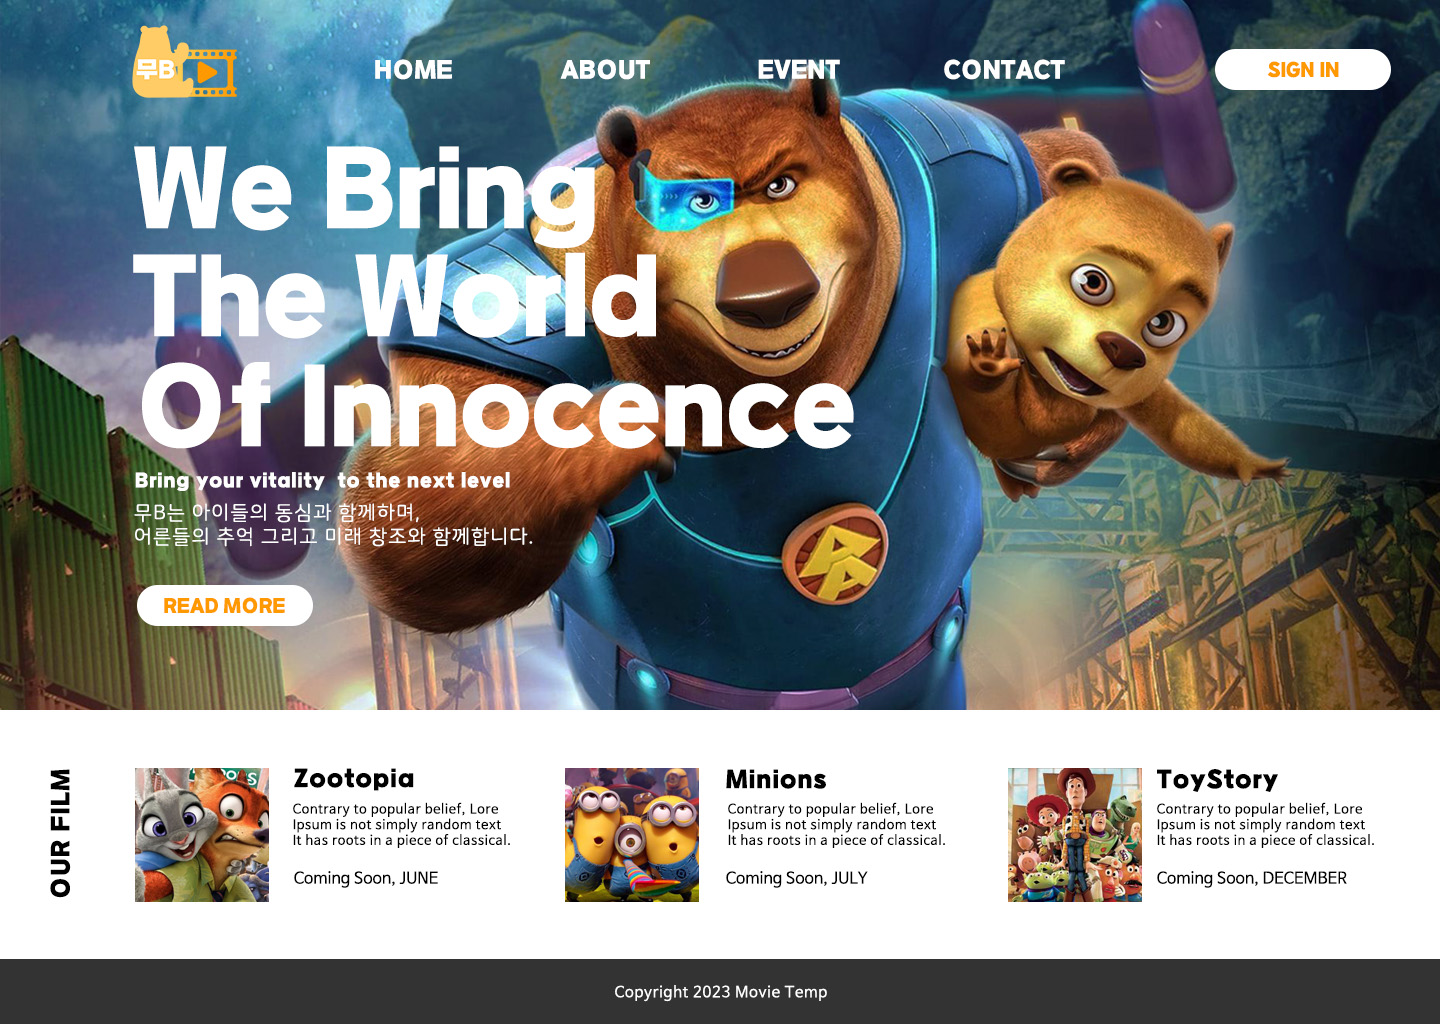 무B
HOME
ABOUT
EVENT
CONTACT
SIGN IN
We Bring
The World
Of Innocence
Bring your vitality  to the next level
무B는 아이들의 동심과 함께하며,
어른들의 추억 그리고 미래 창조와 함께합니다.
READ MORE
OUR FILM
Zootopia
Contrary to popular belief, Lore
Ipsum is not simply random text
It has roots in a piece of classical.
Coming Soon, JUNE
Minions
Contrary to popular belief, Lore
Ipsum is not simply random text
It has roots in a piece of classical.
Coming Soon, JULY
ToyStory
Contrary to popular belief, Lore
Ipsum is not simply random text
It has roots in a piece of classical.
Coming Soon, DECEMBER
Copyright 2023 Movie Temp